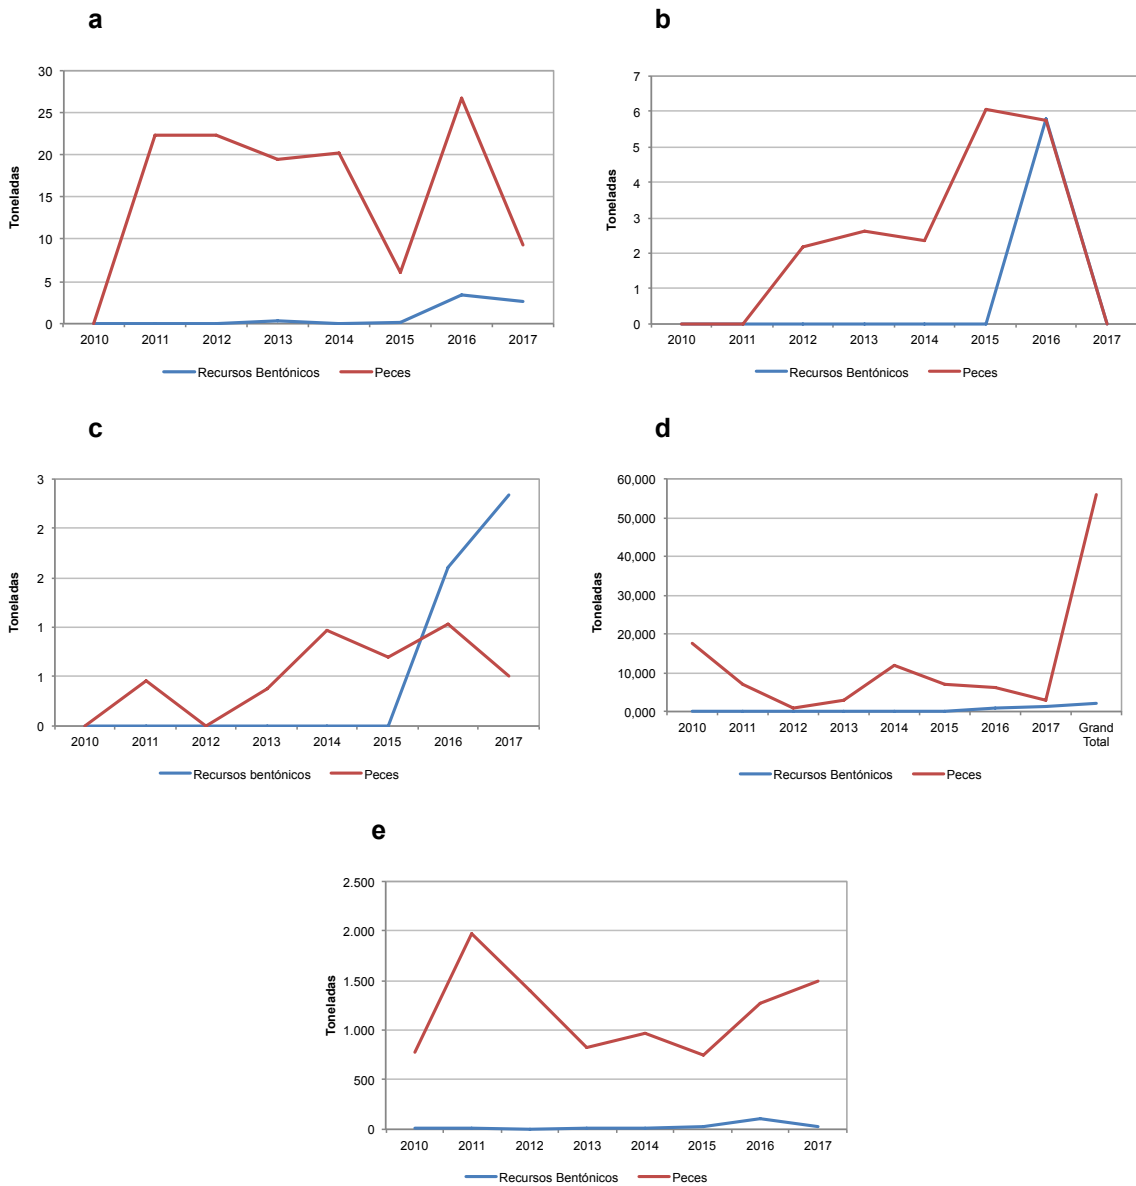 a
Toneladas
30
25
20
15
10
5
0
2010 2011 2012 2013 2014 2015 2016 2017
Recursos Bentónicos Peces
b
Toneladas
7
6
5
4
3
2
1
0
2010 2011 2012 2013 2014 2015 2016 2017
Recursos Bentónicos Peces
c
Toneladas
3
2
2
1
1
0
2010 2011 2012 2013 2014 2015 2016 2017
Recursos bentónicos Peces
d
Toneladas
60,000
50,000
40,000
30,000
20,000
10,000
0,000
2010 2011 2012 2013 2014 2015 2016 2017 Grand
Total
Recursos Bentónicos Peces
e
Toneladas
2.500
2.000
1.500
1.000
500
0
2010 2011 2012 2013 2014 2015 2016 2017
Recursos Bentónicos Peces